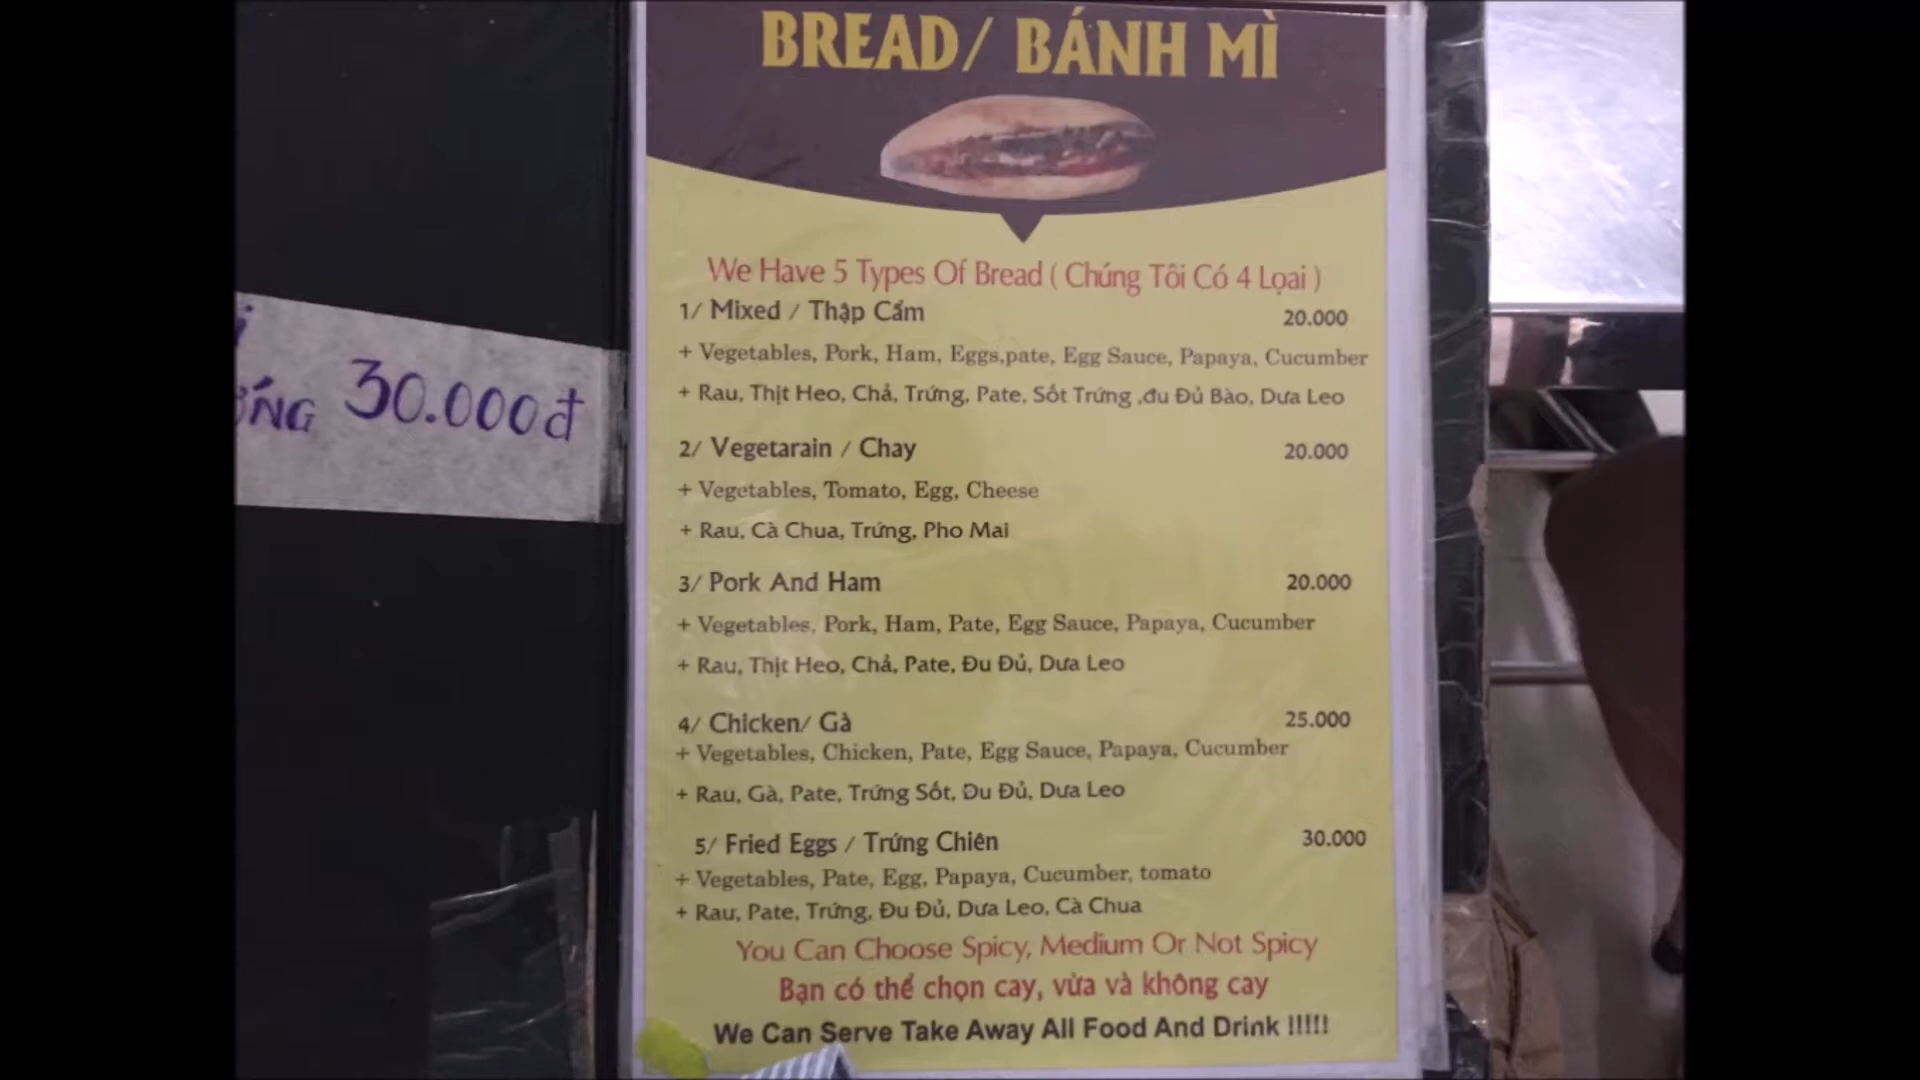 BREAD/ BÁNH MÌ
We Have 5 Types Of Bread ( Chúng Tôi Có 4 Lọai )
1/ Mixed / Thập Cẩm 20.000
+ Vegetables, Pork, Ham, Eggs,pate, Egg Sauce, Papaya, Cucumber
+ Rau, Thịt Heo, Chả, Trứng, Pate, Sốt Trứng ,đu Đủ Bào, Dưa Leo
2/ Vegetarain / Chay 20.000
+ Vegetables, Tomato, Egg, Cheese
+ Rau, Cà Chua, Trứng, Pho Mai
3/ Pork And Ham 20.000
+ Vegetables, Pork, Ham, Pate, Egg Sauce, Papaya, Cucumber
+ Rau, Thịt Heo, Chả, Pate, Đu Đủ, Dưa Leo
4/ Chicken/ Gà 25.000
+ Vegetables, Chicken, Pate, Egg Sauce, Papaya, Cucumber
+ Rau, Gà, Pate, Trứng Sốt, Đu Đủ, Dưa Leo
5/ Fried Eggs / Trứng Chiên 30.000
+ Vegetables, Pate, Egg, Papaya, Cucumber, tomato
+ Rau, Pate, Trứng, Đu Đủ, Dưa Leo, Cà Chua
You Can Choose Spicy, Medium Or Not Spicy
Bạn có thể chọn cay, vừa và không cay
We Can Serve Take Away All Food And Drink !!!!!
30.000đ